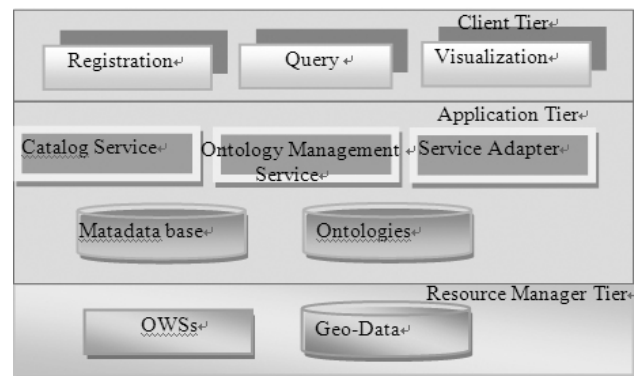 Client Tier
Registration
Query
Visualization
Application Tier
Catalog Service
Ontology Management
Service
Service Adapter
Matadata base
Ontologies
Resource Manager Tier
OWSs
Geo-Data